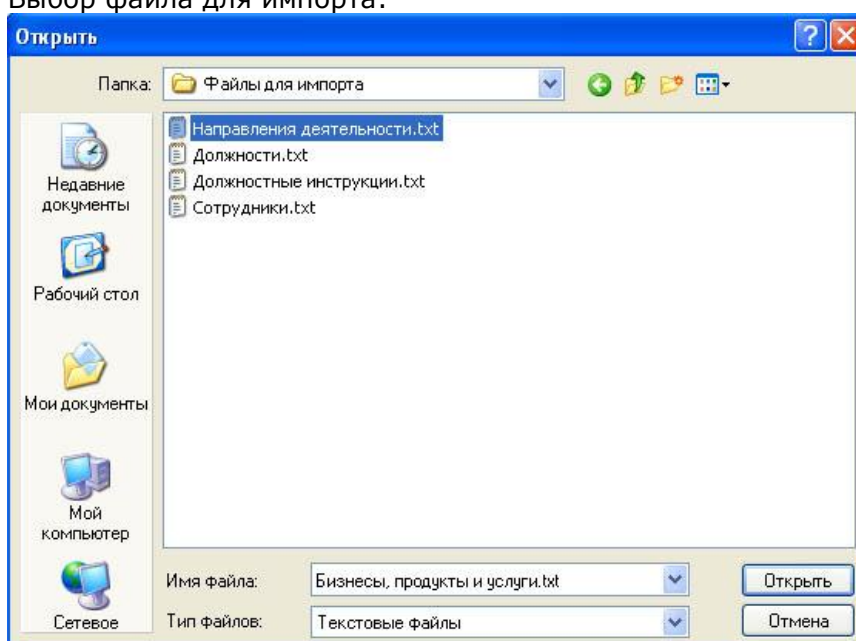 Выбор файла для импорта:
Открыть
Папка:
Файлы для импорта
Направления деятельности.txt
Должности.txt
Должностные инструкции.txt
Сотрудники.txt
Недавние
документы
Рабочий стол
Мои документы
Мой
компьютер
Сетевое
Имя файла:
Бизнесы, продукты и услуги.txt
Открыть
Тип файлов:
Текстовые файлы
Отмена